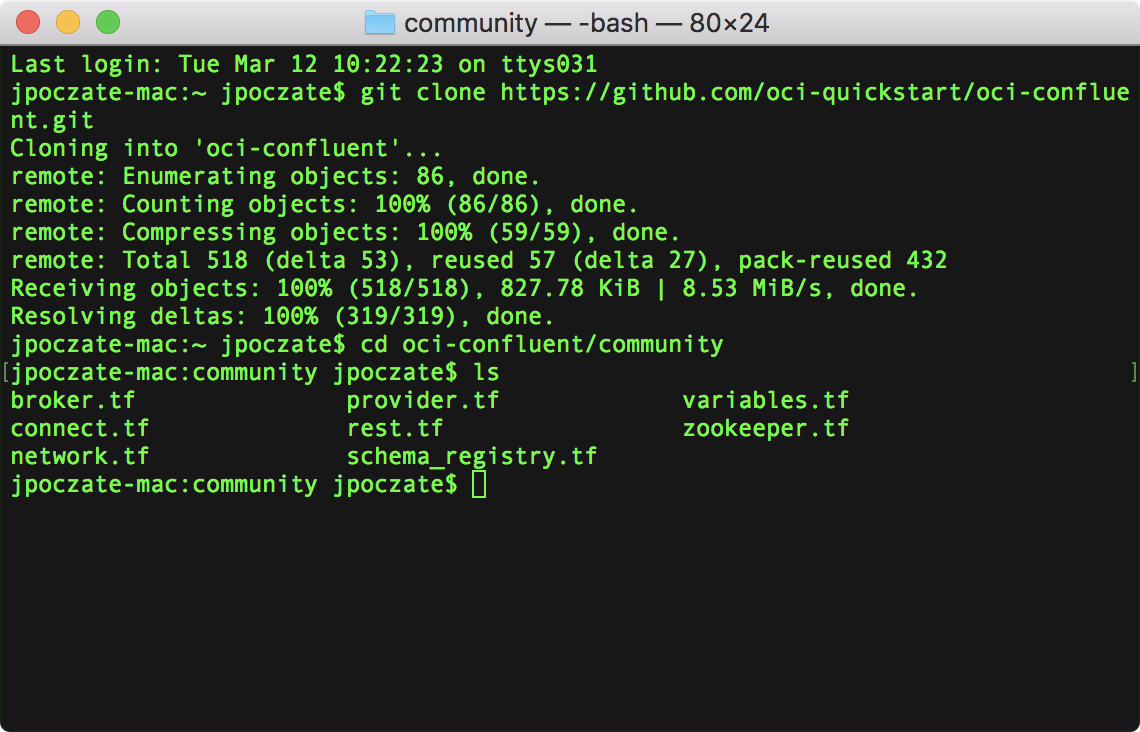 community — -bash — 80×24
Last login: Tue Mar 12 10:22:23 on ttys031
jpoczate-mac:~ jpoczate$ git clone https://github.com/oci-quickstart/oci-conflue
nt.git
Cloning into 'oci-confluent'...
remote: Enumerating objects: 86, done.
remote: Counting objects: 100% (86/86), done.
remote: Compressing objects: 100% (59/59), done.
remote: Total 518 (delta 53), reused 57 (delta 27), pack-reused 432
Receiving objects: 100% (518/518), 827.78 KiB | 8.53 MiB/s, done.
Resolving deltas: 100% (319/319), done.
jpoczate-mac:~ jpoczate$ cd oci-confluent/community
[jpoczate-mac:community jpoczate$ ls ]
broker.tf provider.tf variables.tf
connect.tf rest.tf zookeeper.tf
network.tf schema_registry.tf
jpoczate-mac:community jpoczate$